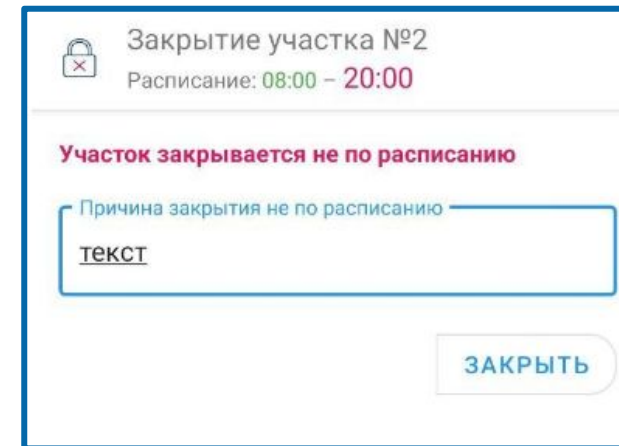 Закрытие участка №2
Расписание: 08:00 – 20:00
Участок закрывается не по расписанию
Причина закрытия не по расписанию
текст
ЗАКРЫТЬ